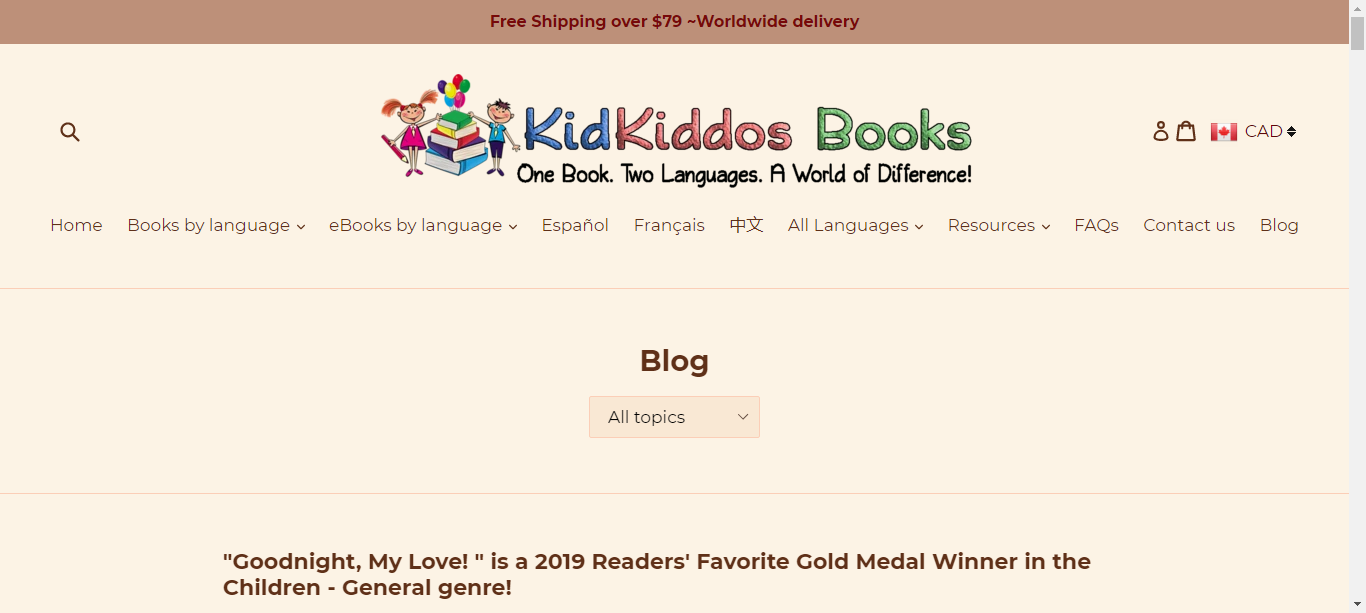 Free Shipping over $79 ~Worldwide delivery
KidKiddos Books
One Book. Two Languages. A World of Difference!
CAD
Home Books by language eBooks by language Español Français 中文 All Languages Resources FAQs Contact us Blog
Blog
All topics
"Goodnight, My Love! " is a 2019 Readers' Favorite Gold Medal Winner in the
Children - General genre!